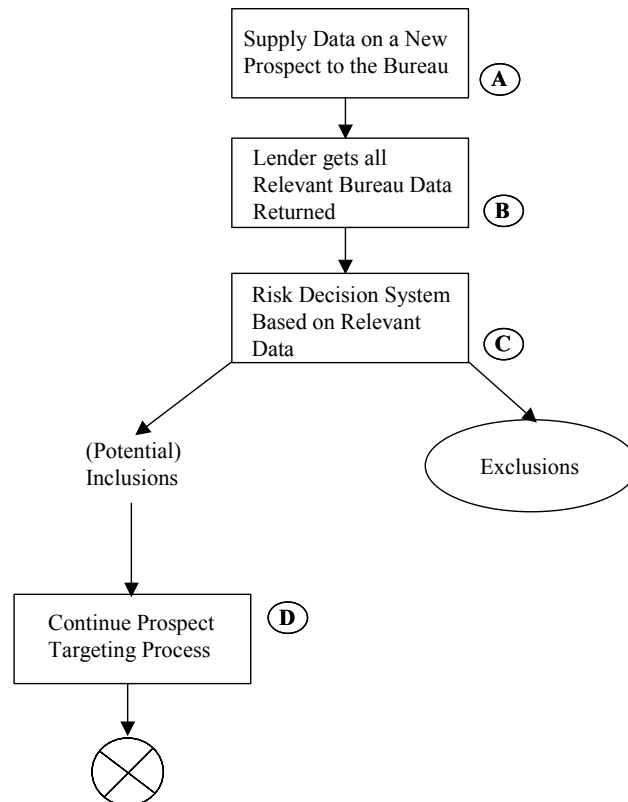 Supply Data on a New
Prospect to the Bureau
A
Lender gets all
Relevant Bureau Data
Returned
B
Risk Decision System
Based on Relevant
Data
C
(Potential)
Inclusions
Exclusions
Continue Prospect
Targeting Process
D